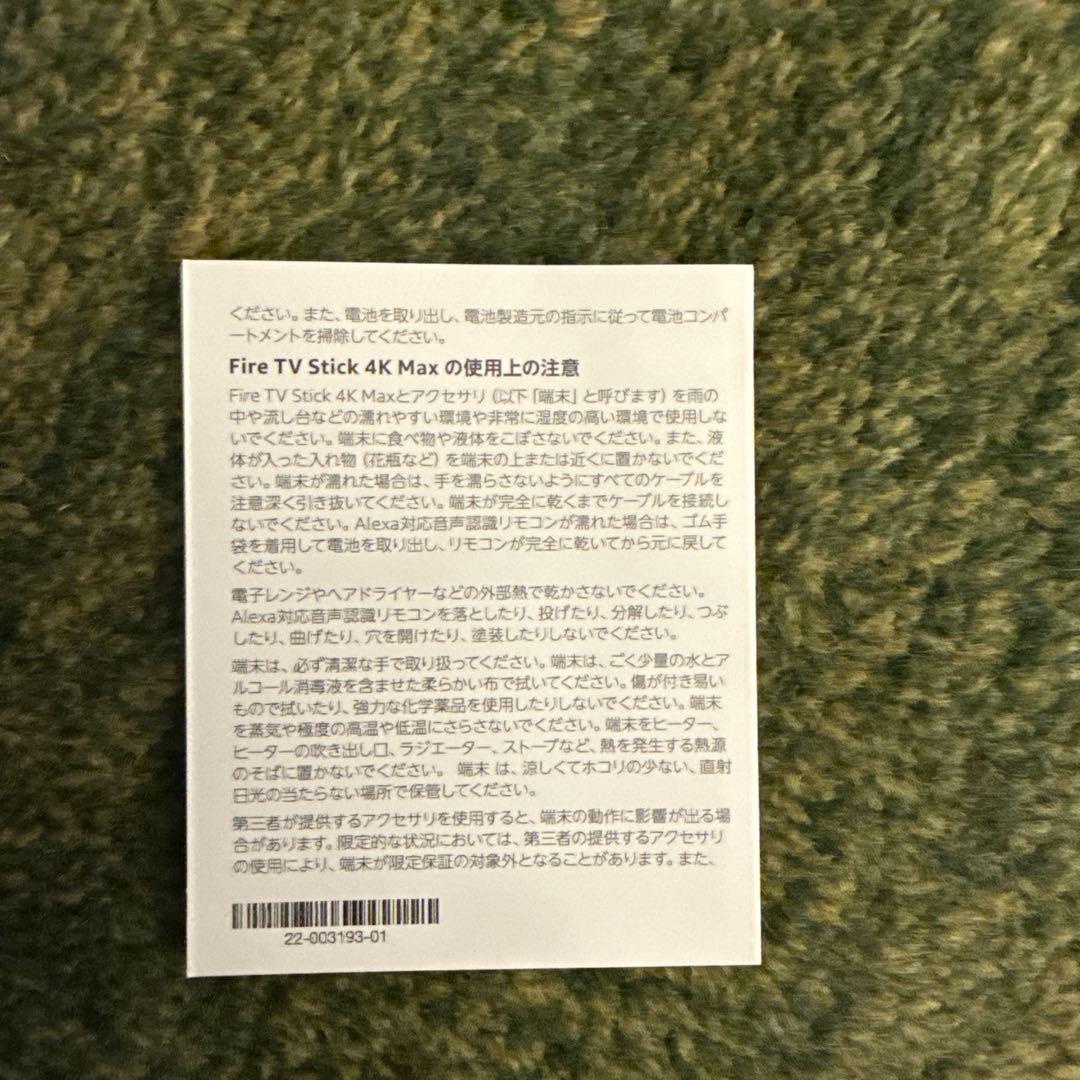 ください。また、電池を取り出し、電池製造元の指示に従って電池コンパ
ートメントを掃除してください。
Fire TV Stick 4K Max の使用上の注意
Fire TV Stick 4K Maxとアクセサリ（以下「端末」と呼びます）を雨の
中や流し台などの濡れやすい環境や非常に湿度の高い環境で使用しな
いでください。端末に食べ物や液体をこぼさないでください。また、液
体が入った入れ物（花瓶など）を端末の上または近くに置かないでくだ
さい。端末が濡れた場合は、手を濡らさないようにすべてのケーブルを
注意深く引き抜いてください。端末が完全に乾くまでケーブルを接続し
ないでください。Alexa対応音声認識リモコンが濡れた場合は、ゴム手
袋を着用して電池を取り出し、リモコンが完全に乾いてから元に戻して
ください。
電子レンジやヘアドライヤーなどの外部熱で乾かさないでください。
Alexa対応音声認識リモコンを落としたり、投げたり、分解したり、つぶ
したり、曲げたり、穴を開けたり、塗装したりしないでください。
端末は、必ず清潔な手で取り扱ってください。端末は、ごく少量の水とア
ルコール消毒液を含ませた柔らかい布で拭いてください。傷が付き易い
もので拭いたり、強力な化学薬品を使用したりしないでください。端末
を蒸気や極度の高温や低温にさらさないでください。端末をヒーター、
ヒーターの吹き出し口、ラジエーター、ストーブなど、熱を発生する熱源
のそばに置かないでください。 端末 は、涼しくてホコリの少ない、直射
日光の当たらない場所で保管してください。
第三者が提供するアクセサリを使用すると、端末の動作に影響が出る場
合があります。限定的な状況においては、第三者の提供するアクセサリ
の使用により、端末が限定保証の対象外となることがあります。また、
22-003193-01